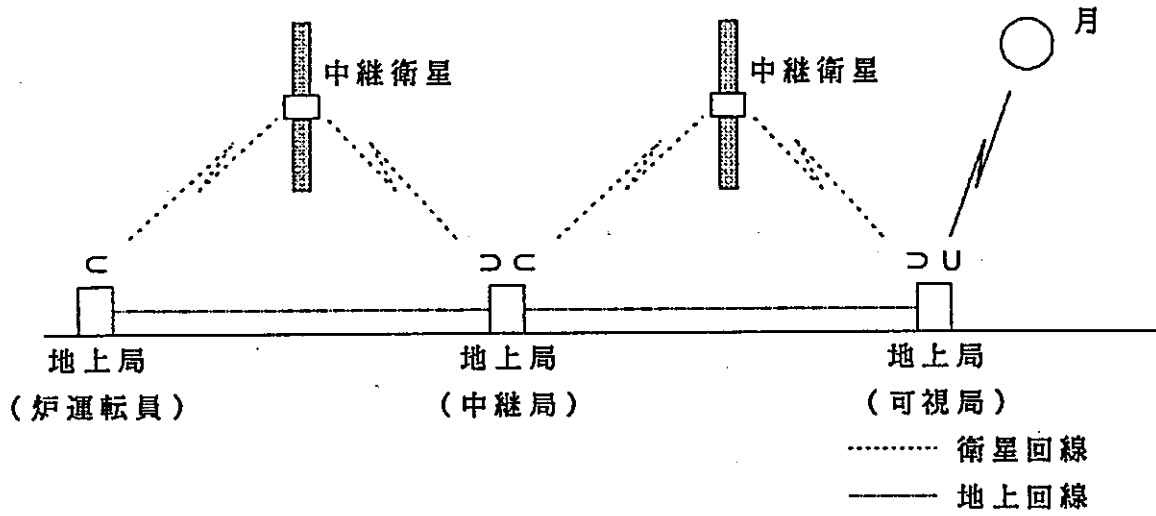 月
中継衛星
中継衛星
地上局
(炉運転員)
地上局
(中継局)
地上局
(可視局)
衛星回線
地上回線